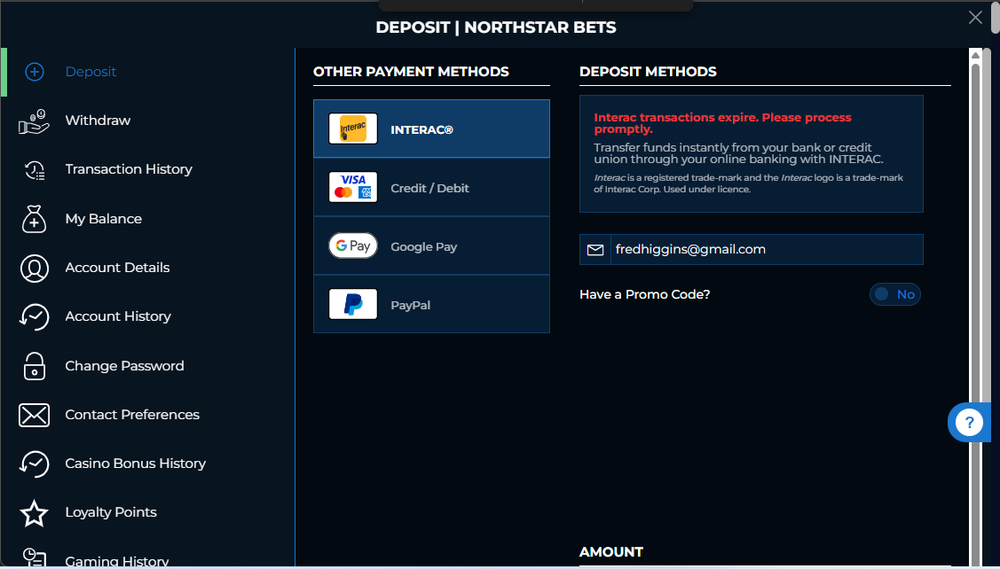 DEPOSIT | NORTHSTAR BETS
Deposit
Withdraw
Transaction History
My Balance
Account Details
Account History
Change Password
Contact Preferences
Casino Bonus History
Loyalty Points
Gaming History
OTHER PAYMENT METHODS
Interac
INTERAC®
VISA
AMEX
Credit / Debit
G Pay
Google Pay
PayPal
DEPOSIT METHODS
Interac transactions expire. Please process
promptly.
Transfer funds instantly from your bank or credit
union through your online banking with INTERAC.
Interac is a registered trade-mark and the Interac logo is a trade-mark
of Interac Corp. Used under licence.
fredhiggins@gmail.com
Have a Promo Code?
No
?
AMOUNT